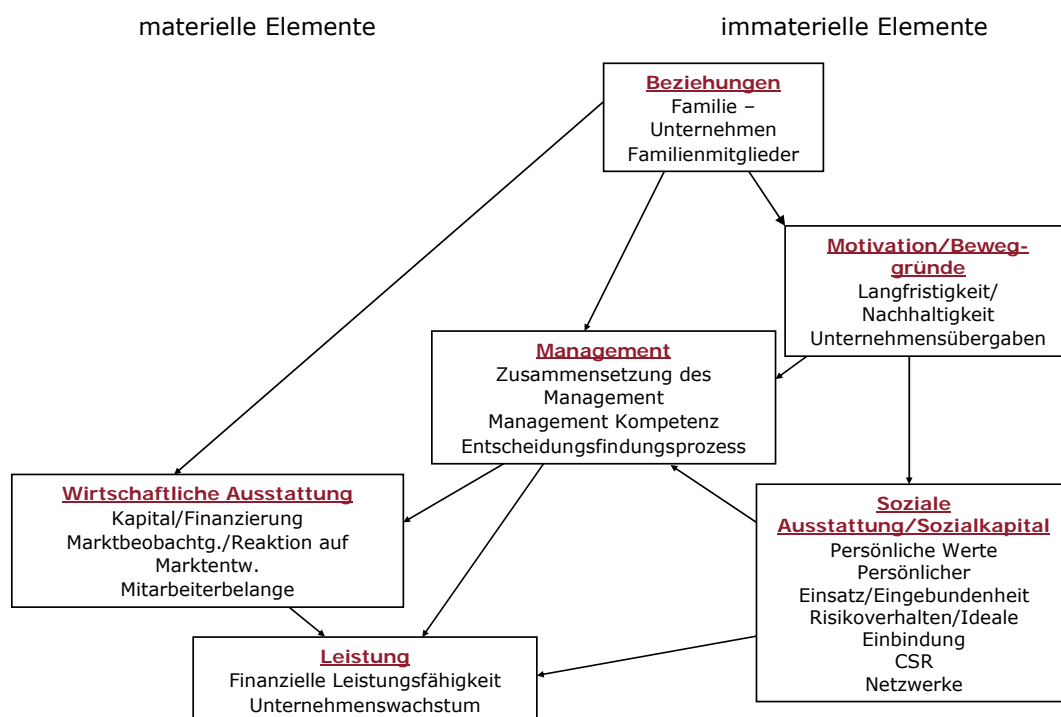 materielle Elemente
immaterielle Elemente
Beziehungen
Familie –
Unternehmen
Familienmitglieder
Motivation/Beweg-
gründe
Langfristigkeit/
Nachhaltigkeit
Unternehmensübergaben
Management
Zusammensetzung des
Management
Management Kompetenz
Entscheidungsfindungsprozess
Wirtschaftliche Ausstattung
Kapital/Finanzierung
Marktbeobachtg./Reaktion auf
Marktentw.
Mitarbeiterbelange
Soziale
Ausstattung/Sozialkapital
Persönliche Werte
Persönlicher
Einsatz/Eingebundenheit
Risikoverhalten/Ideale
Einbindung
CSR
Netzwerke
Leistung
Finanzielle Leistungsfähigkeit
Unternehmenswachstum